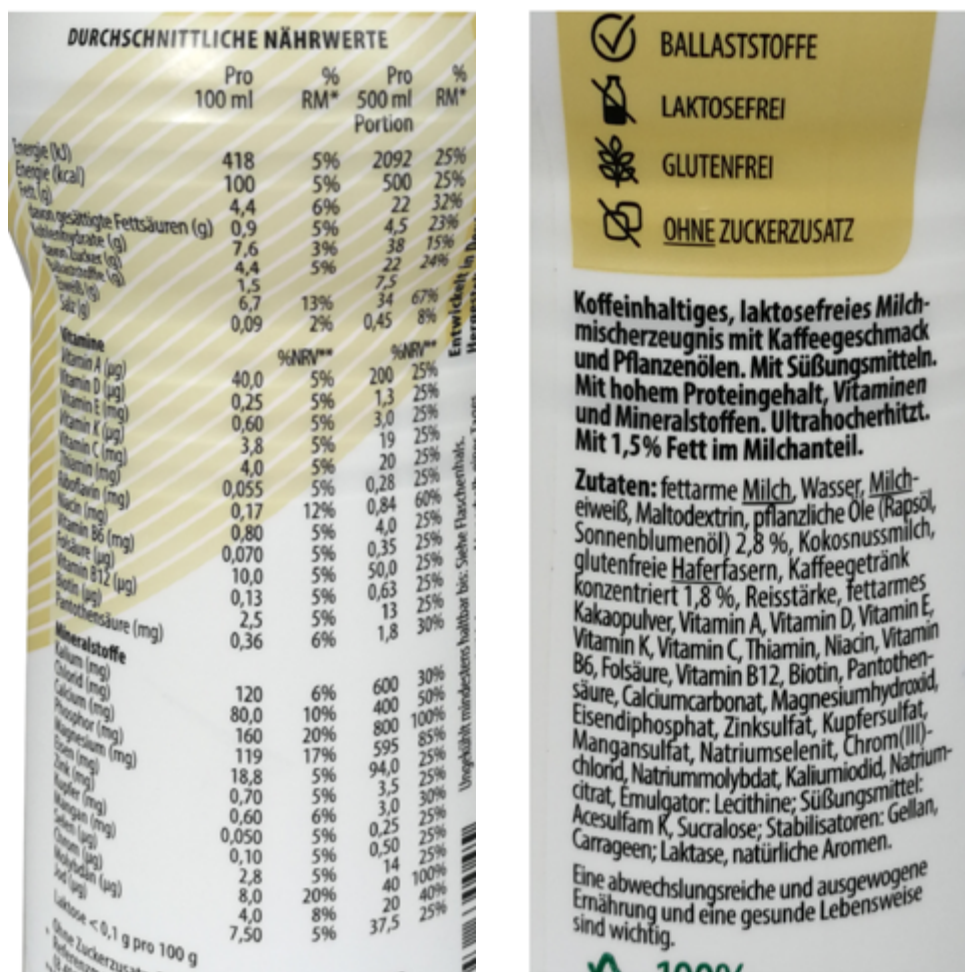 DURCHSCHNITTLICHE NÄHRWERTE
Pro 100 ml % RM* Pro 500 ml Portion % RM*
Energie (kJ) 418 5% 2092 25%
Energie (kcal) 100 5% 500 25%
Fett (g) 4,4 6% 22 32%
davon gesättigte Fettsäuren (g) 0,9 5% 4,5 23%
Kohlenhydrate (g) 7,6 3% 38 15%
davon Zucker (g) 4,4 5% 22 24%
Ballaststoffe (g) 1,5 7,5
Eiweiß (g) 6,7 13% 34 67%
Salz (g) 0,09 2% 0,45 8%
Vitamine %NRV** %NRV**
Vitamin A (µg) 40,0 5% 200 25%
Vitamin D (µg) 0,25 5% 1,3 25%
Vitamin E (mg) 0,60 5% 3,0 25%
Vitamin K (µg) 3,8 5% 19 25%
Vitamin C (mg) 4,0 5% 20 25%
Thiamin (mg) 0,055 5% 0,28 25%
Riboflavin (mg) 0,17 12% 0,84 60%
Niacin (mg) 0,80 5% 4,0 25%
Vitamin B6 (mg) 0,070 5% 0,35 25%
Folsäure (µg) 10,0 5% 50,0 25%
Vitamin B12 (µg) 0,13 5% 0,63 25%
Biotin (µg) 2,5 5% 13 25%
Pantothensäure (mg) 0,36 6% 1,8 30%
Mineralstoffe
Kalium (mg) 120 6% 600 30%
Chlorid (mg) 80,0 10% 400 50%
Calcium (mg) 160 20% 800 100%
Phosphor (mg) 119 17% 595 85%
Magnesium (mg) 18,8 5% 94,0 25%
Eisen (mg) 0,70 5% 3,5 25%
Zink (mg) 0,60 6% 3,0 30%
Kupfer (mg) 0,050 5% 0,25 25%
Mangan (mg) 0,10 5% 0,50 25%
Selen (µg) 2,8 5% 14 25%
Chrom (µg) 8,0 20% 40 100%
Molybdän (µg) 4,0 8% 20 40%
Jod (µg) 7,50 5% 37,5 25%
Laktose < 0,1 g pro 100 g
Ohne Zuckerzusatz
Entwickelt in
Ungekühlt mindestens haltbar bis: Siehe Flaschenhals.
BALLASTSTOFFE
LAKTOSEFREI
GLUTENFREI
OHNE ZUCKERZUSATZ
Koffeinhaltiges, laktosefreies Milch-
mischerzeugnis mit Kaffeegeschmack
und Pflanzenölen. Mit Süßungsmitteln.
Mit hohem Proteingehalt, Vitaminen
und Mineralstoffen. Ultrahocherhitzt.
Mit 1,5% Fett im Milchanteil.
Zutaten: fettarme Milch, Wasser, Milch-
eiweiß, Maltodextrin, pflanzliche Öle (Rapsöl,
Sonnenblumenöl) 2,8 %, Kokosnussmilch,
glutenfreie Haferfasern, Kaffeegetränk
konzentriert 1,8 %, Reisstärke, fettarmes
Kakaopulver, Vitamin A, Vitamin D, Vitamin E,
Vitamin K, Vitamin C, Thiamin, Niacin, Vitamin
B6, Folsäure, Vitamin B12, Biotin, Pantothen-
säure, Calciumcarbonat, Magnesiumhydroxid,
Eisendiphosphat, Zinksulfat, Kupfersulfat,
Mangansulfat, Natriumselenit, Chrom(III)-
chlorid, Natriummolybdat, Kaliumiodid, Natrium-
citrat, Emulgator: Lecithine; Süßungsmittel:
Acesulfam K, Sucralose; Stabilisatoren: Gellan,
Carrageen; Laktase, natürliche Aromen.
Eine abwechslungsreiche und ausgewogene
Ernährung und eine gesunde Lebensweise
sind wichtig.
100%